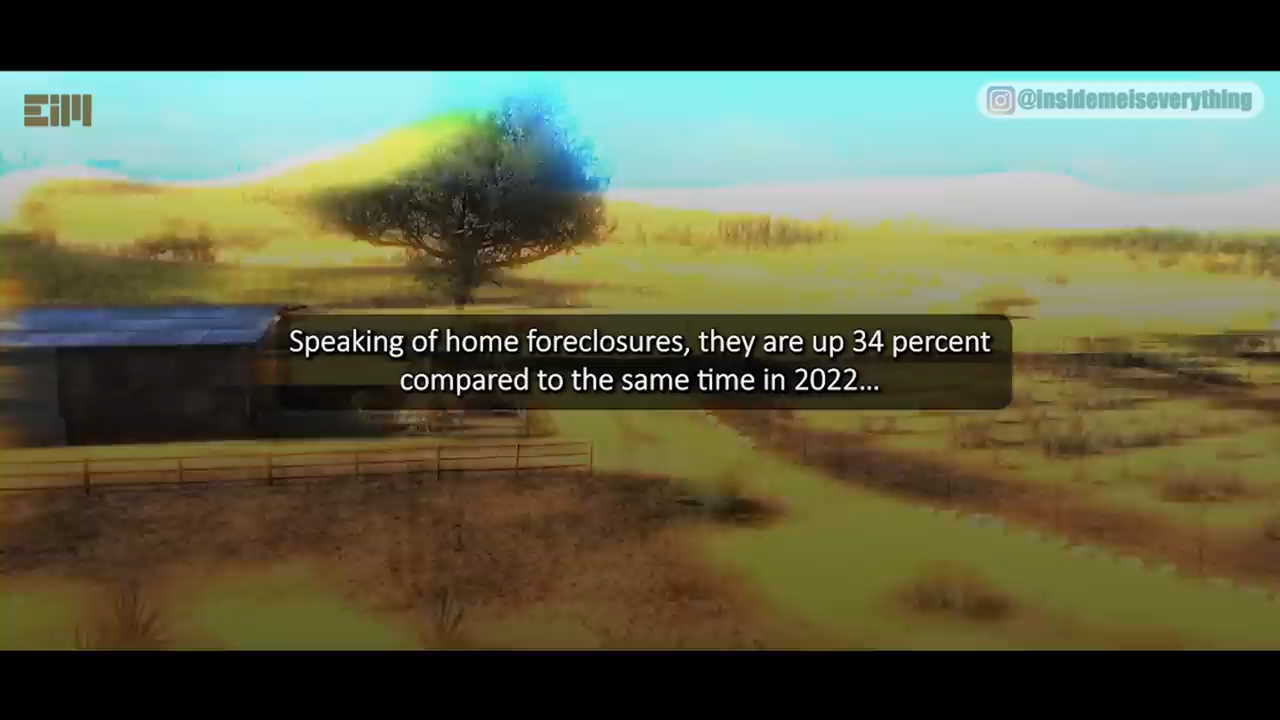 EiM
@insidemeiseverything
Speaking of home foreclosures, they are up 34 percent
compared to the same time in 2022...